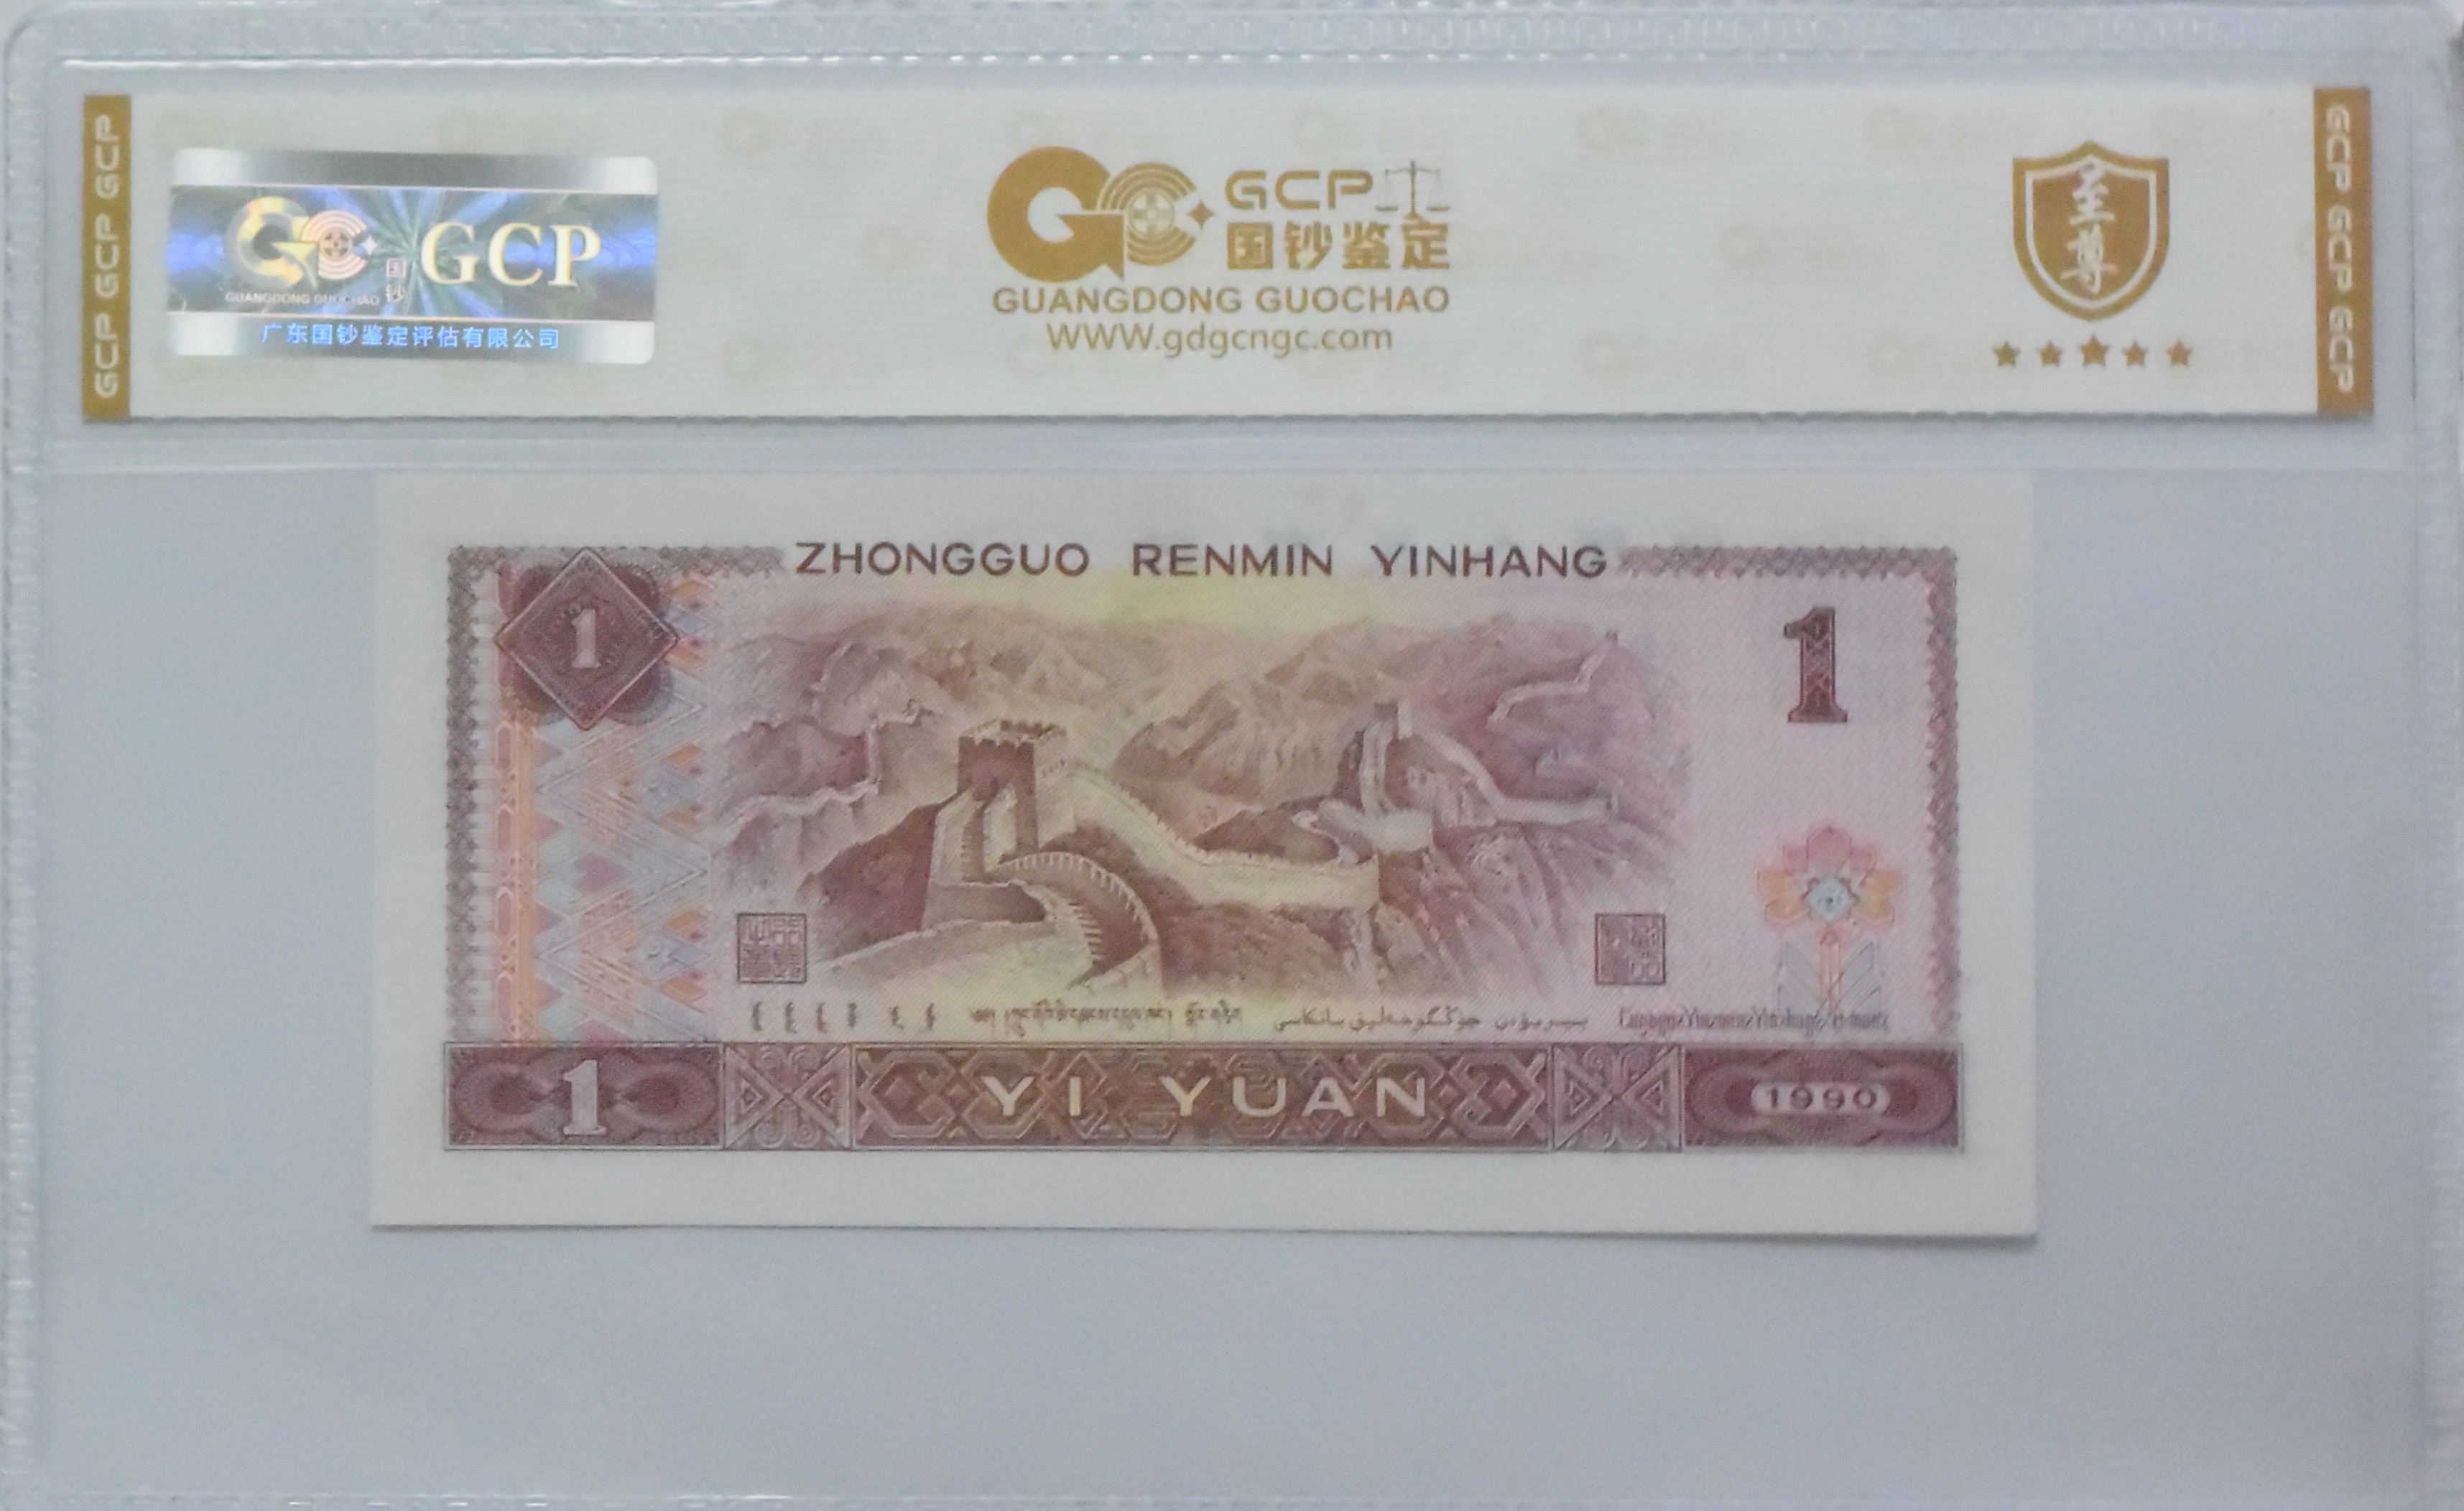 GCP GCP GCP
国钞
GCP
GUANGDONG GUOCHAO
广东国钞鉴定评估有限公司
GCP
国钞鉴定
GUANGDONG GUOCHAO
WWW.gdgcngc.com
至尊
GCP GCP GCP
ZHONGGUO RENMIN YINHANG
1
1
1
YI YUAN
1990